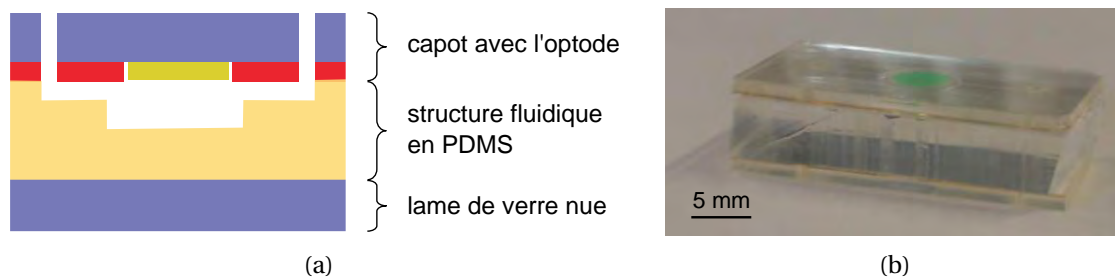 capot avec l'optode
structure fluidique
en PDMS
lame de verre nue
5 mm
(a)
(b)